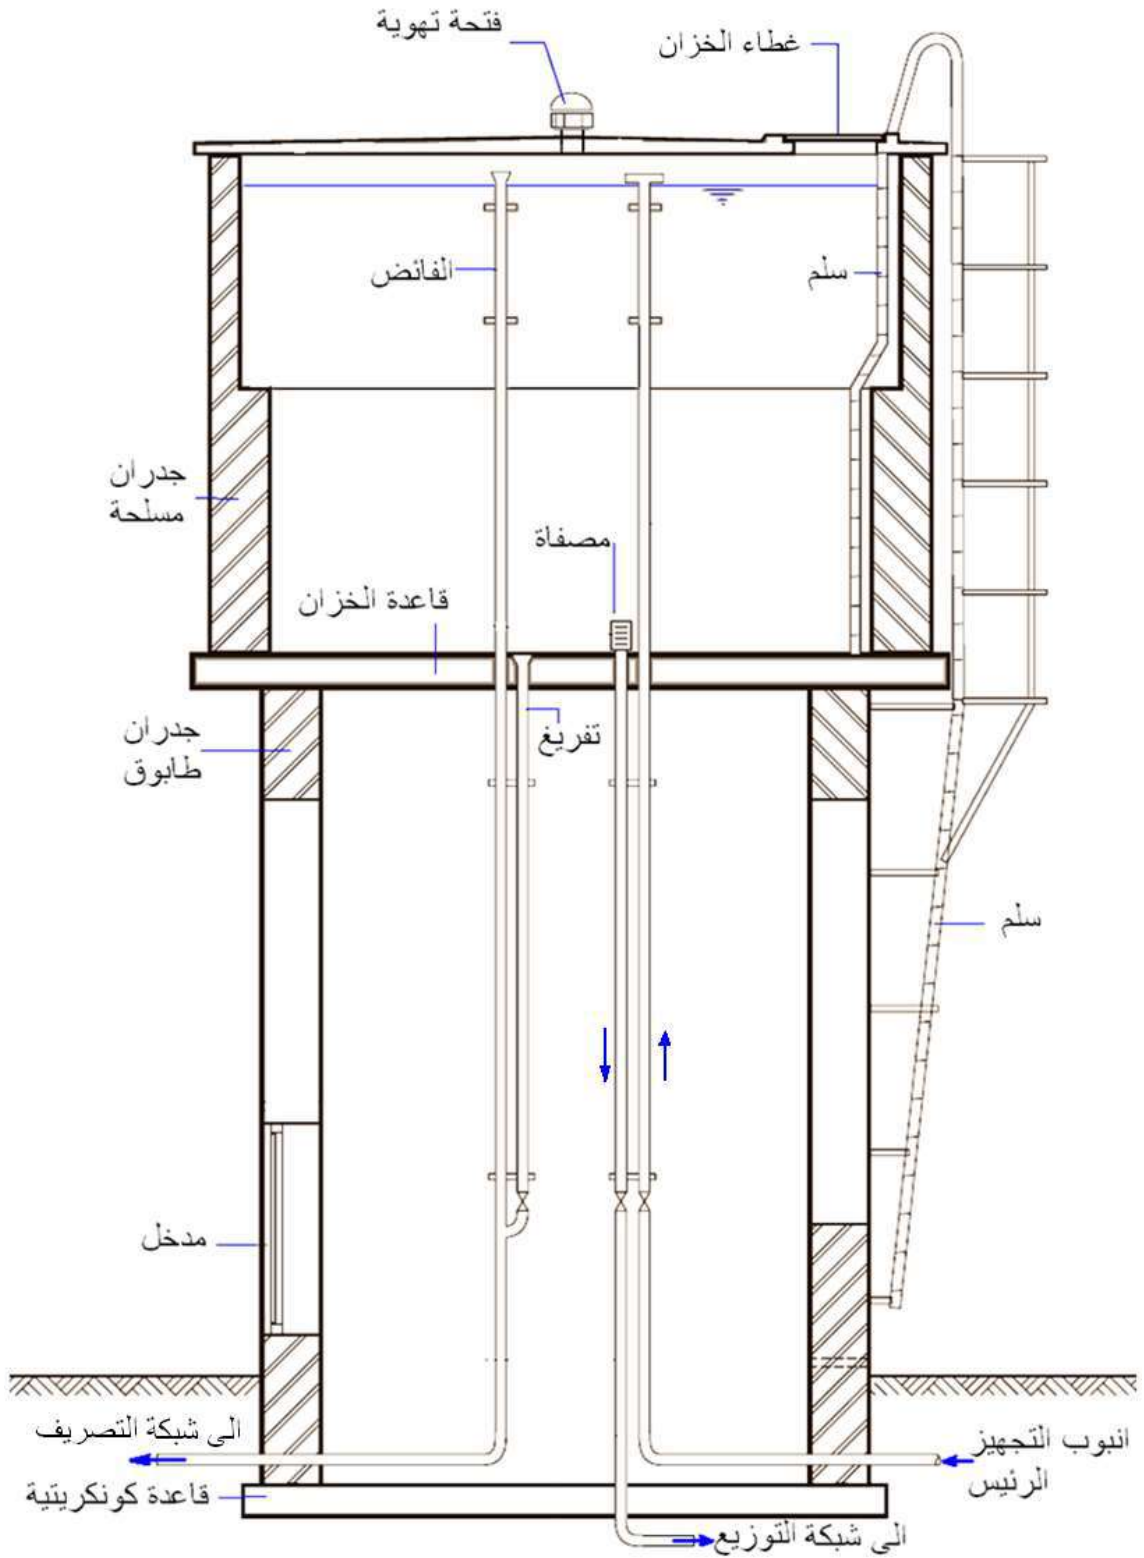 فتحة تهوية
غطاء الخزان
الفائض
سلم
جدران
مسلحة
مصفاة
قاعدة الخزان
جدران
طابوق
تفريغ
سلم
مدخل
الى شبكة التصريف
انبوب التجهيز
الرئيس
قاعدة كونكريتية
الى شبكة التوزيع